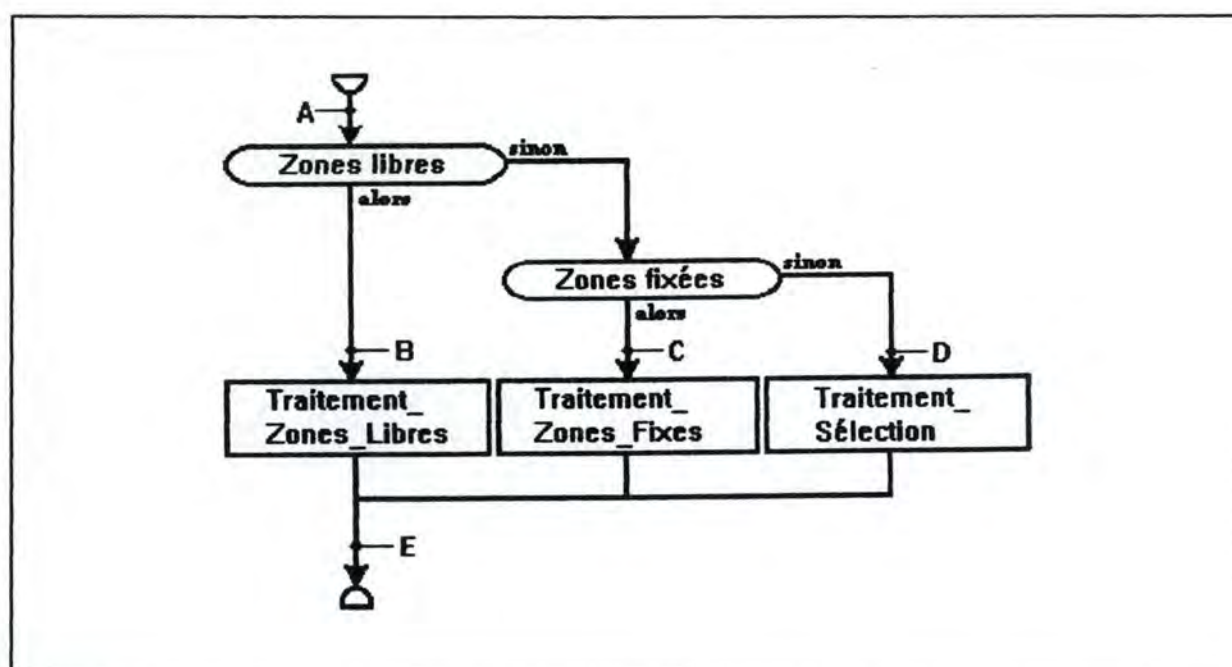 A
Zones libres
sinon
alors
Zones fixées
sinon
alors
B
C
D
Traitement_
Zones_Libres
Traitement_
Zones_Fixes
Traitement_
Sélection
E